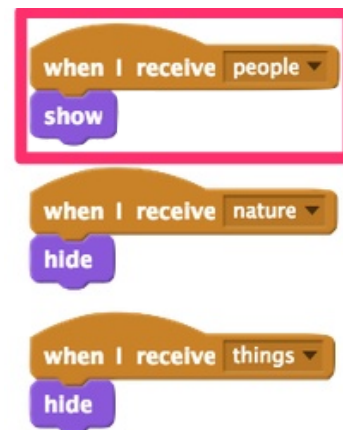 when I receive people
show
when I receive nature
hide
when I receive things
hide